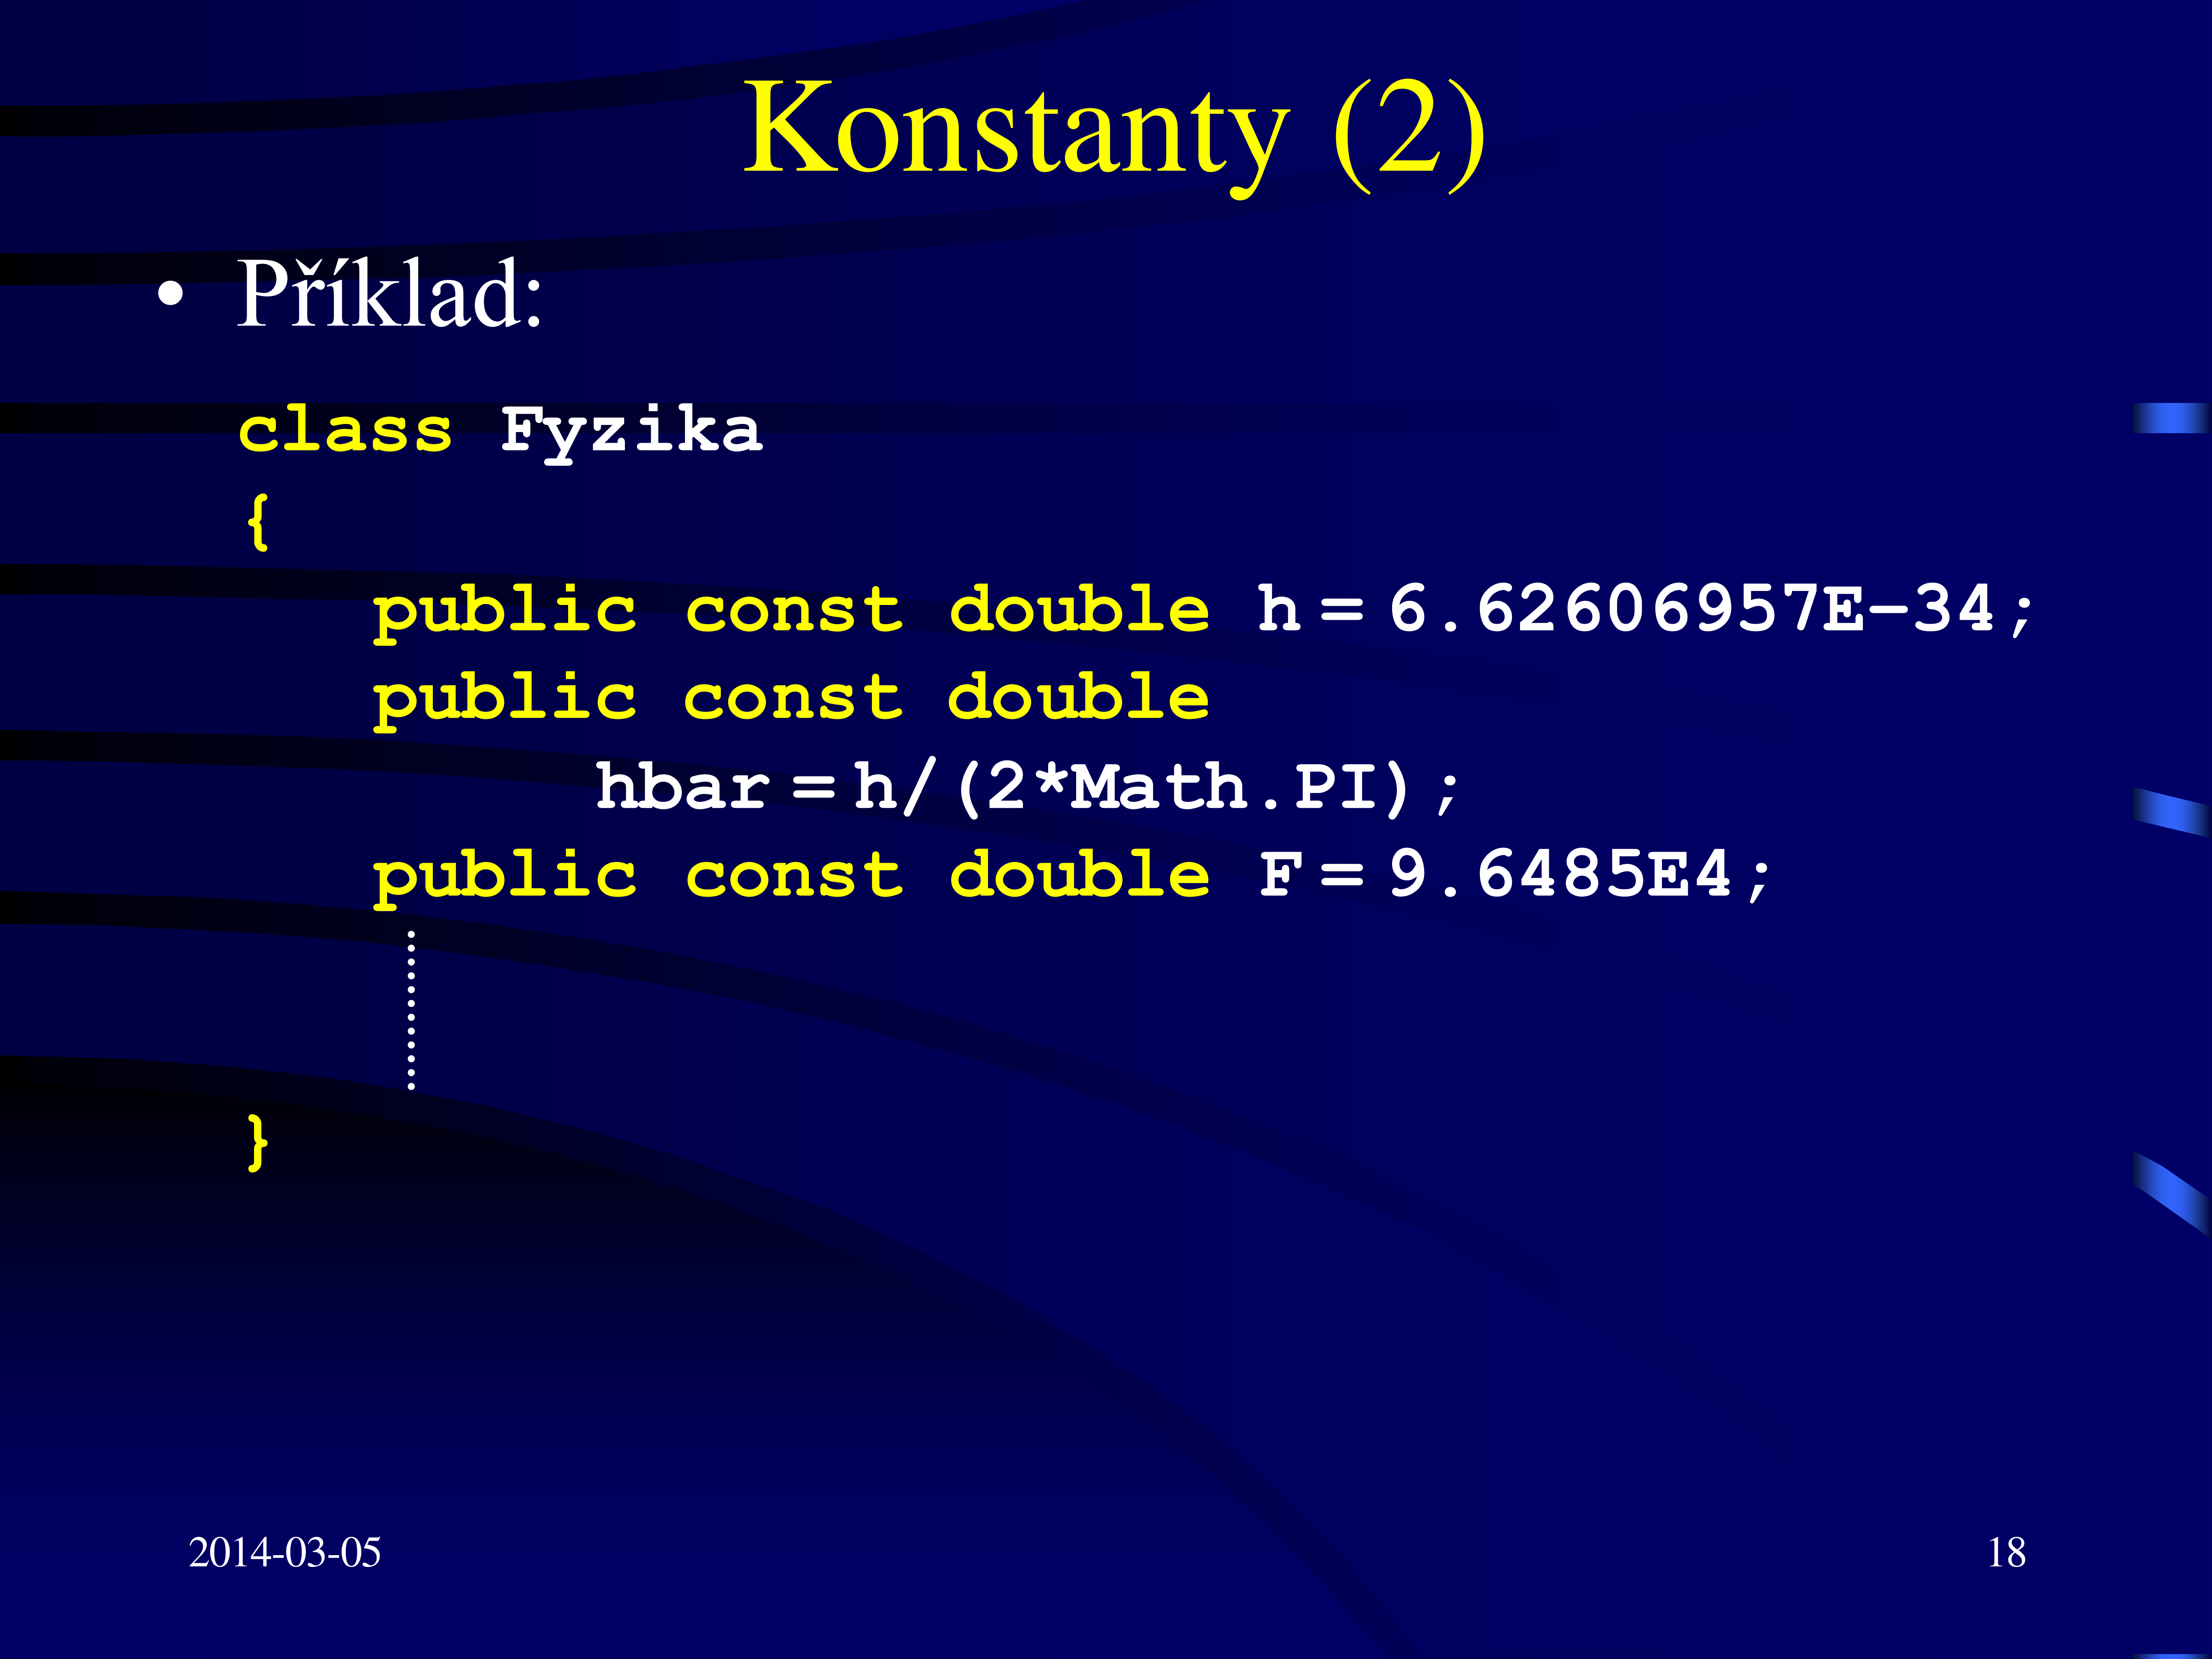 Konstanty (2)
• Příklad:
class Fyzika
{
public const double h = 6.62606957E-34;
public const double
hbar = h/(2*Math.PI);
public const double F = 9.6485E4;
}
2014-03-05
18